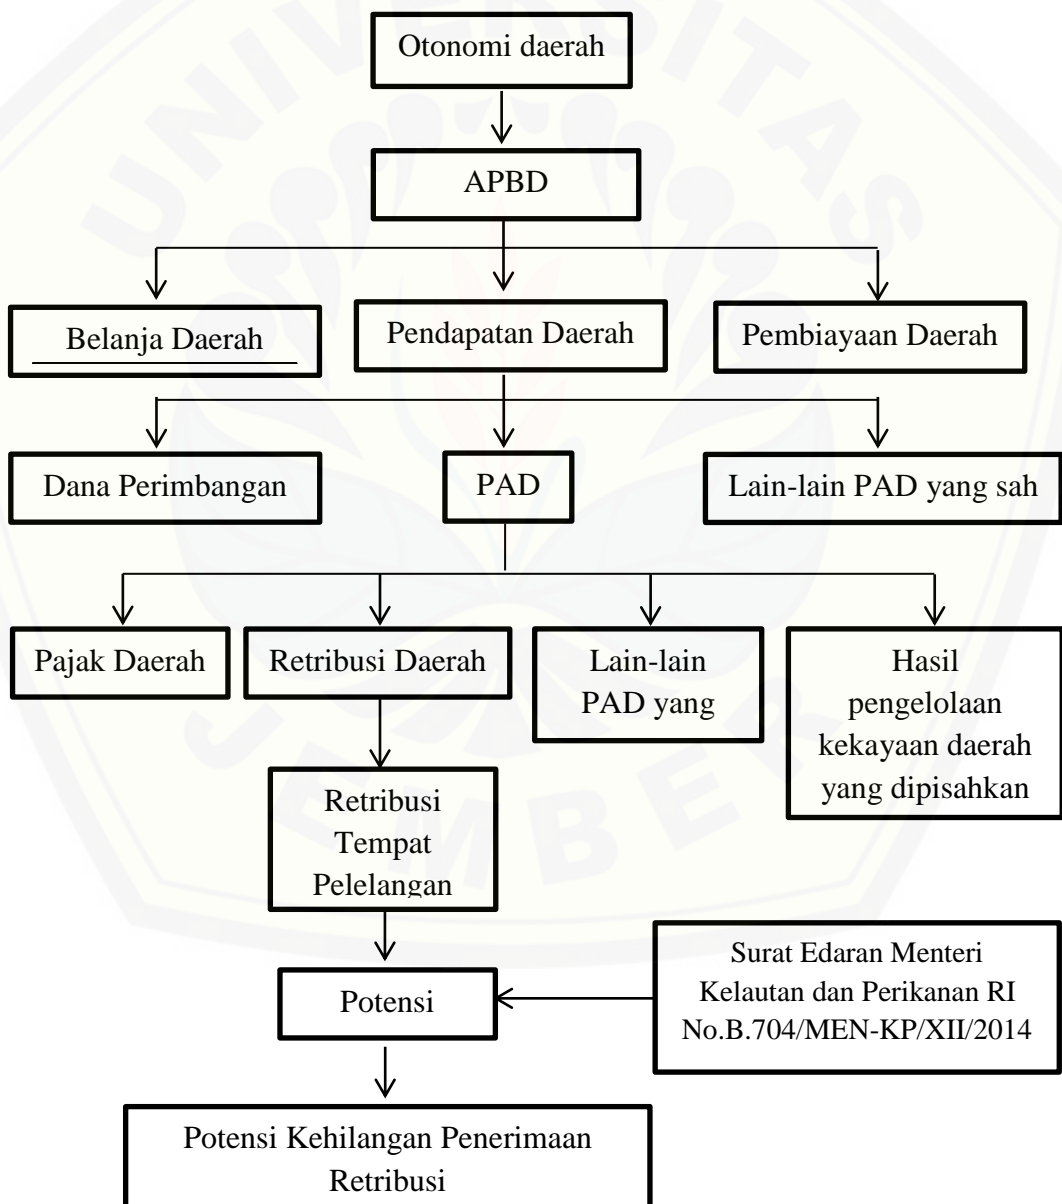 UNIVERSITAS
Otonomi daerah
APBD
Belanja Daerah
Pendapatan Daerah
Pembiayaan Daerah
Dana Perimbangan
PAD
Lain-lain PAD yang sah
Pajak Daerah
Retribusi Daerah
Lain-lain
PAD yang
Hasil
pengelolaan
kekayaan daerah
yang dipisahkan
Retribusi
Tempat
Pelelangan
Surat Edaran Menteri
Kelautan dan Perikanan RI
No.B.704/MEN-KP/XII/2014
Potensi
Potensi Kehilangan Penerimaan
Retribusi
JEMBER